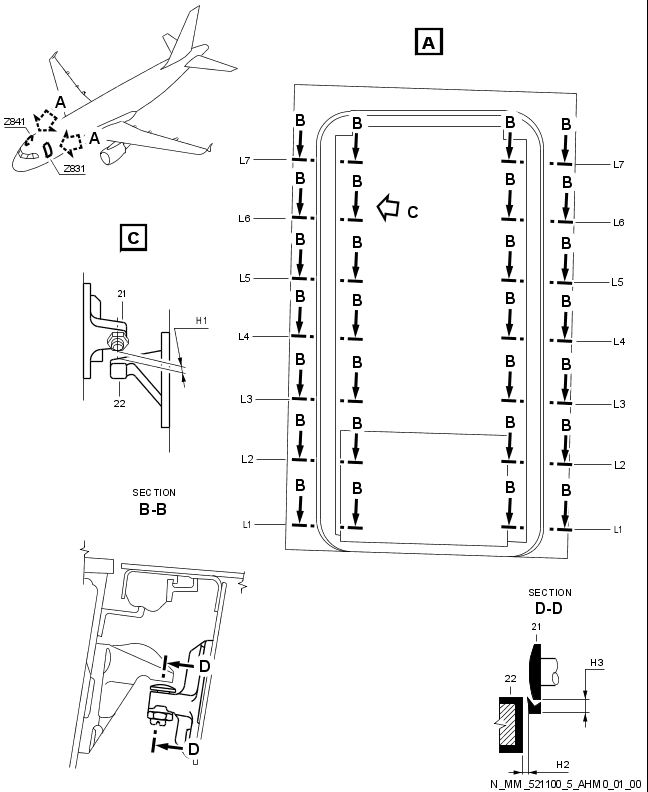 A
Z841
A
A
Z831
B B B B
L7 L7
B B B B
L6 C L6
C
B B B B
L5 L5
21
H1
B B B B
L4 L4
22
B B B B
L3 L3
B B B B
L2 L2
SECTION
B-B
B B B B
L1 L1
SECTION
D-D
21
D
H3
22
D
H2
N_MM_521100_5_AHM0_01_00